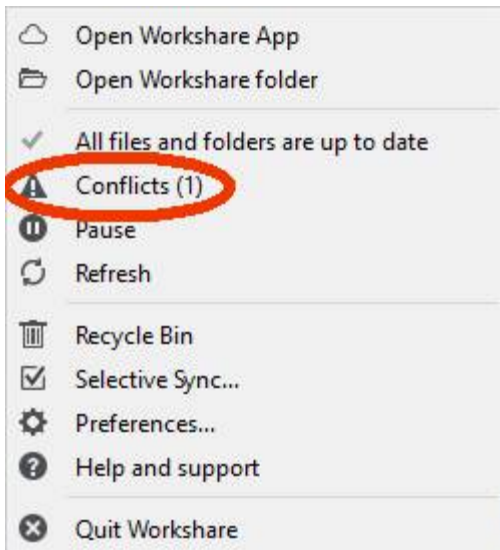 Open Workshare App
Open Workshare folder
All files and folders are up to date
Conflicts (1)
Pause
Refresh
Recycle Bin
Selective Sync...
Preferences...
Help and support
Quit Workshare